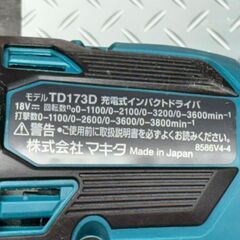 モデル TD173D 充電式インパクトドライバ
18V⎓ 回転数n0 0-1100/0-2100/0-3200/0-3600min⁻¹
打撃数0-1100/0-2600/0-3600/0-3800min⁻¹
⚠警告 ご使用前に取扱説明書をよくお読みください
株式会社 マキタ Made in Japan
8586V4-4